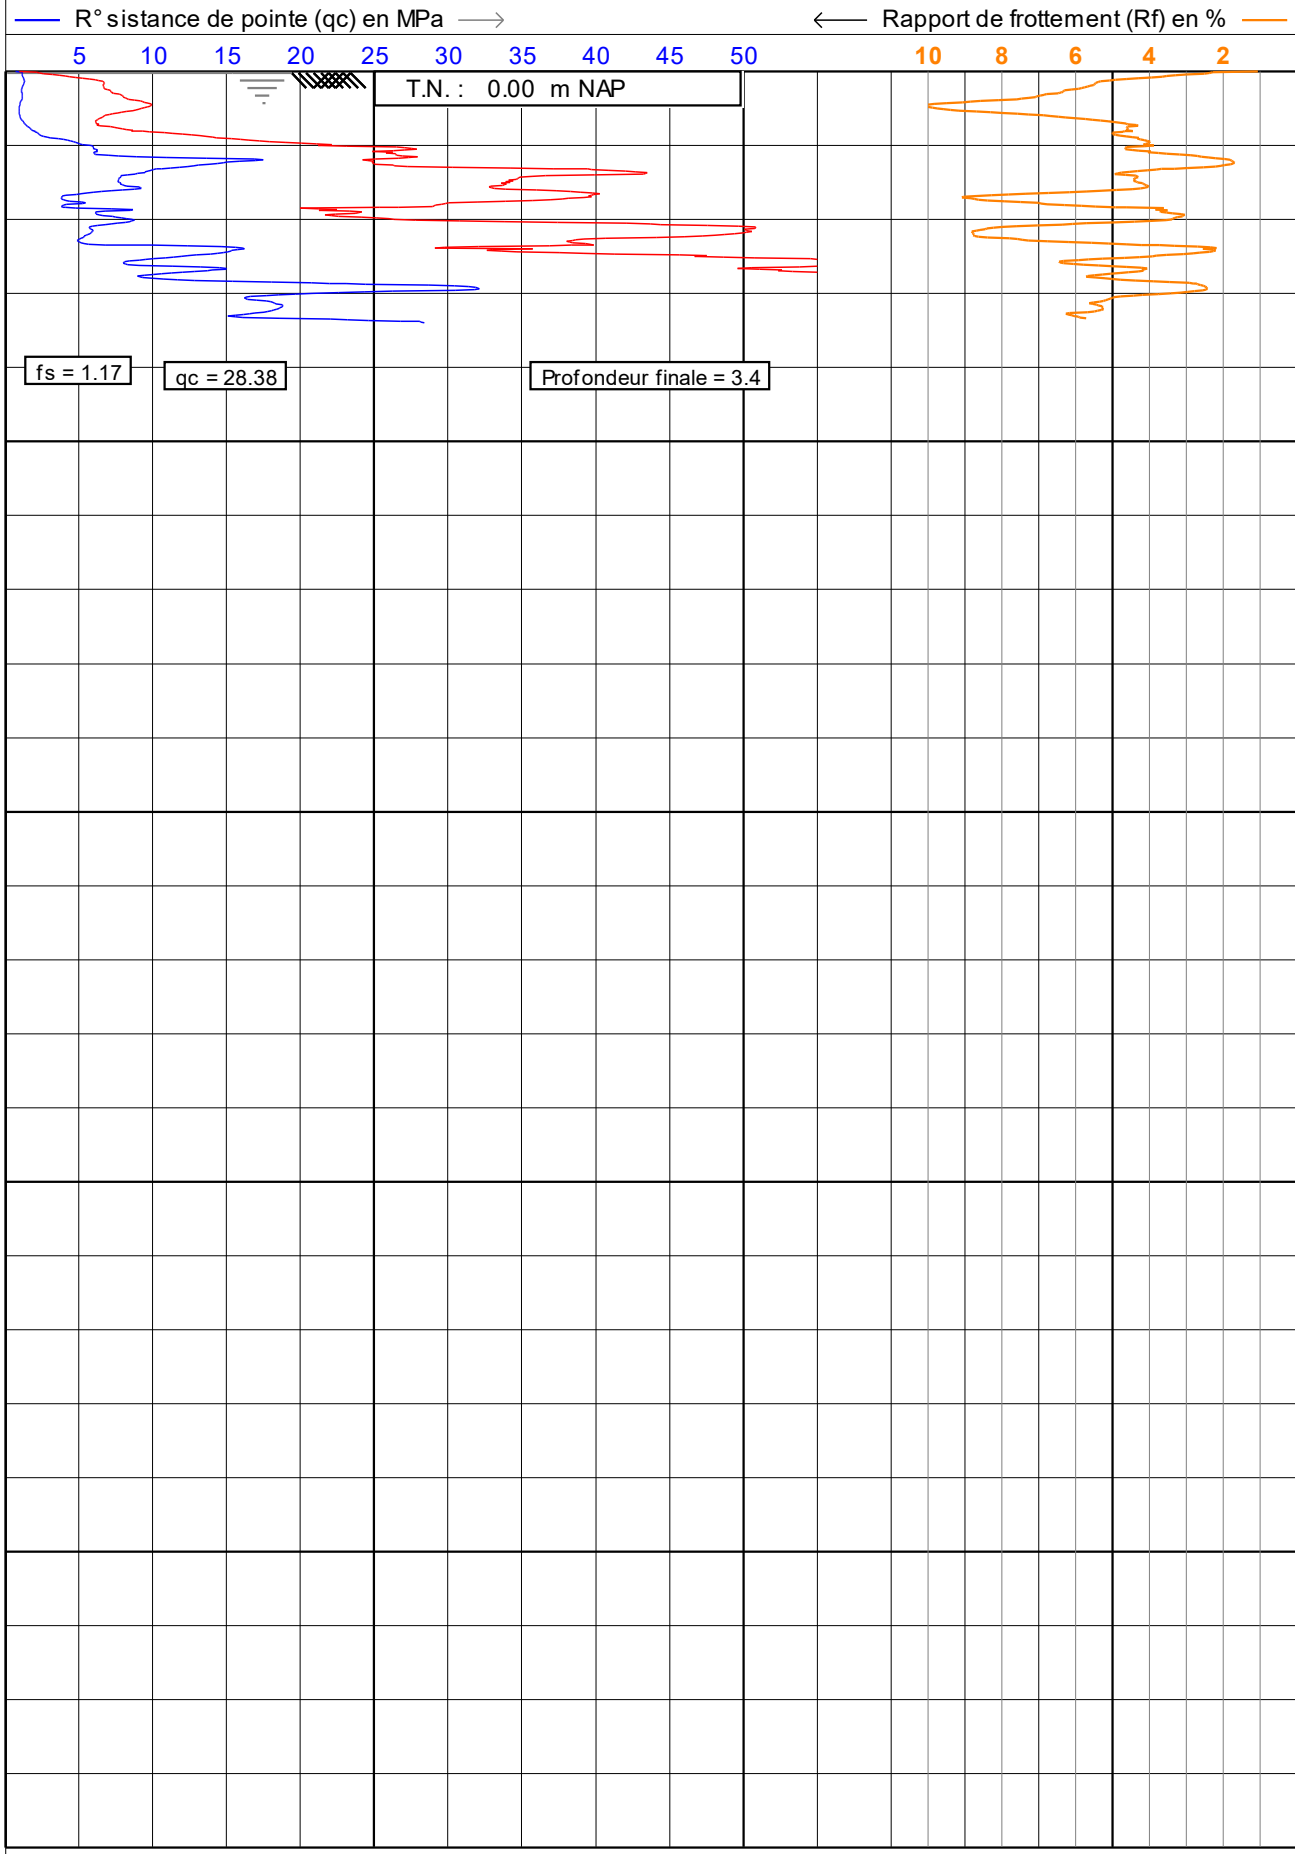 R° sistance de pointe (qc) en MPa
Rapport de frottement (Rf) en %
5 10 15 20 25 30 35 40 45 50 10 8 6 4 2
T.N. : 0.00 m NAP
fs = 1.17
qc = 28.38
Profondeur finale = 3.4